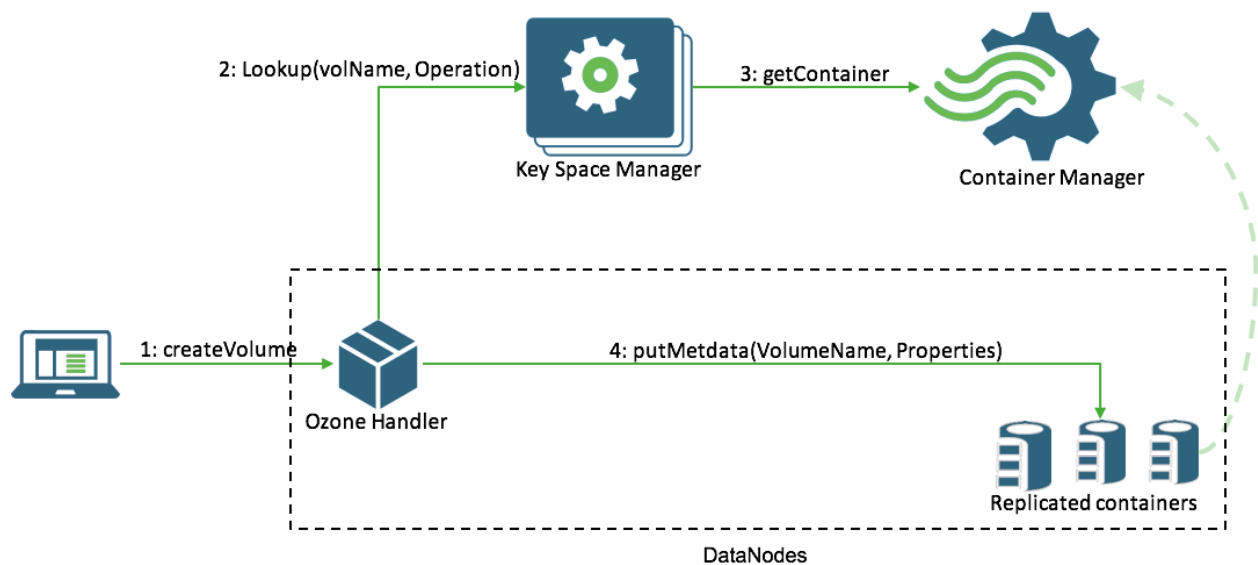 2: Lookup(volName, Operation)
3: getContainer
Key Space Manager
Container Manager
1: createVolume
4: putMetdata(VolumeName, Properties)
Ozone Handler
Replicated containers
DataNodes